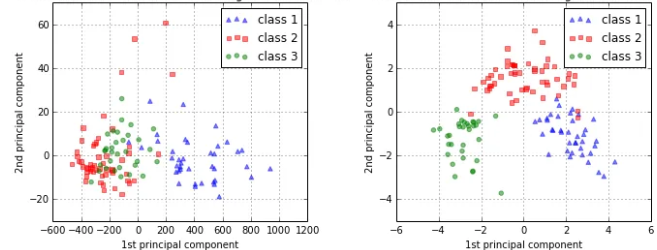 class 1
class 2
class 3
60
40
20
0
−20
2nd principal component
−600 −400 −200 0 200 400 600 800 1000 1200
1st principal component
class 1
class 2
class 3
4
2
0
−2
−4
2nd principal component
−6 −4 −2 0 2 4 6
1st principal component